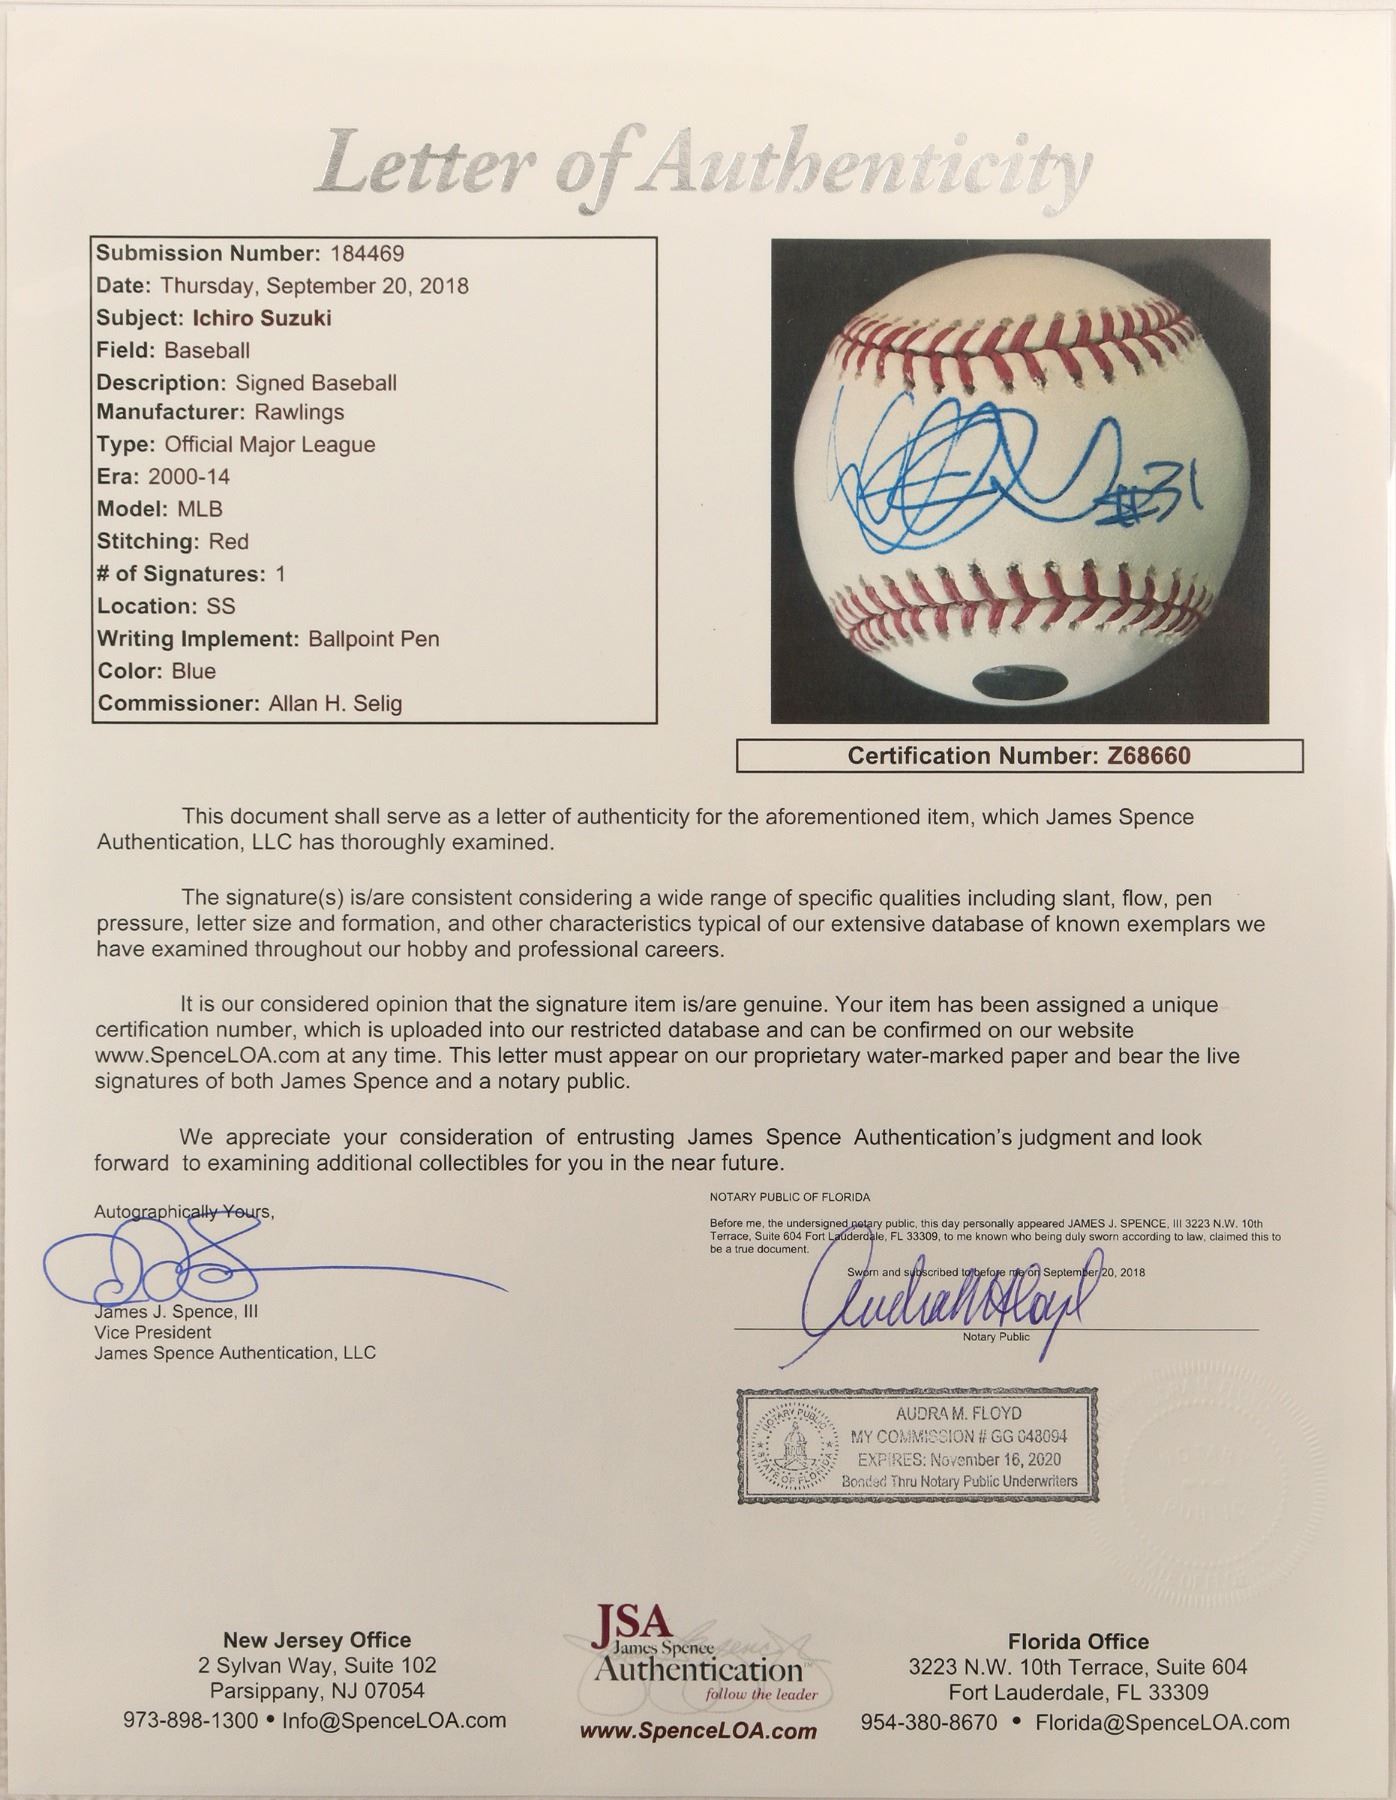 Letter of Authenticity
Submission Number: 184469
Date: Thursday, September 20, 2018
Subject: Ichiro Suzuki
Field: Baseball
Description: Signed Baseball
Manufacturer: Rawlings
Type: Official Major League
Era: 2000-14
Model: MLB
Stitching: Red
# of Signatures: 1
Location: SS
Writing Implement: Ballpoint Pen
Color: Blue
Commissioner: Allan H. Selig
#31
Certification Number: Z68660
This document shall serve as a letter of authenticity for the aforementioned item, which James Spence
Authentication, LLC has thoroughly examined.
The signature(s) is/are consistent considering a wide range of specific qualities including slant, flow, pen
pressure, letter size and formation, and other characteristics typical of our extensive database of known exemplars we
have examined throughout our hobby and professional careers.
It is our considered opinion that the signature item is/are genuine. Your item has been assigned a unique
certification number, which is uploaded into our restricted database and can be confirmed on our website
www.SpenceLOA.com at any time. This letter must appear on our proprietary water-marked paper and bear the live
signatures of both James Spence and a notary public.
We appreciate your consideration of entrusting James Spence Authentication's judgment and look
forward to examining additional collectibles for you in the near future.
Autographically Yours,
James J. Spence, III
Vice President
James Spence Authentication, LLC
NOTARY PUBLIC OF FLORIDA
Before me, the undersigned notary public, this day personally appeared JAMES J. SPENCE, III 3223 N.W. 10th
Terrace, Suite 604 Fort Lauderdale, FL 33309, to me known who being duly sworn according to law, claimed this to
be a true document.
Sworn and subscribed to before me on September 20, 2018
Audra M Floyd
Notary Public
NOTARY PUBLIC
STATE OF FLORIDA
AUDRA M. FLOYD
MY COMMISSION # GG 048094
EXPIRES: November 16, 2020
Bonded Thru Notary Public Underwriters
New Jersey Office
2 Sylvan Way, Suite 102
Parsippany, NJ 07054
973-898-1300 • Info@SpenceLOA.com
JSA
James Spence
Authentication
follow the leader
www.SpenceLOA.com
Florida Office
3223 N.W. 10th Terrace, Suite 604
Fort Lauderdale, FL 33309
954-380-8670 • Florida@SpenceLOA.com